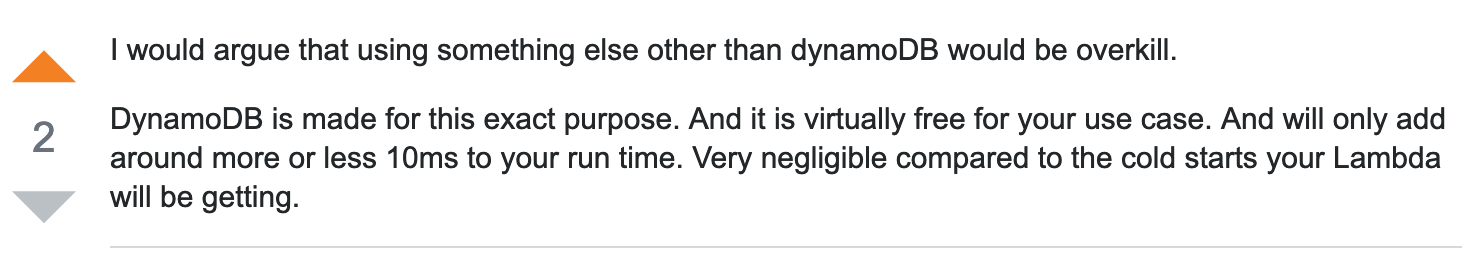 I would argue that using something else other than dynamoDB would be overkill.
2
DynamoDB is made for this exact purpose. And it is virtually free for your use case. And will only add
around more or less 10ms to your run time. Very negligible compared to the cold starts your Lambda
will be getting.